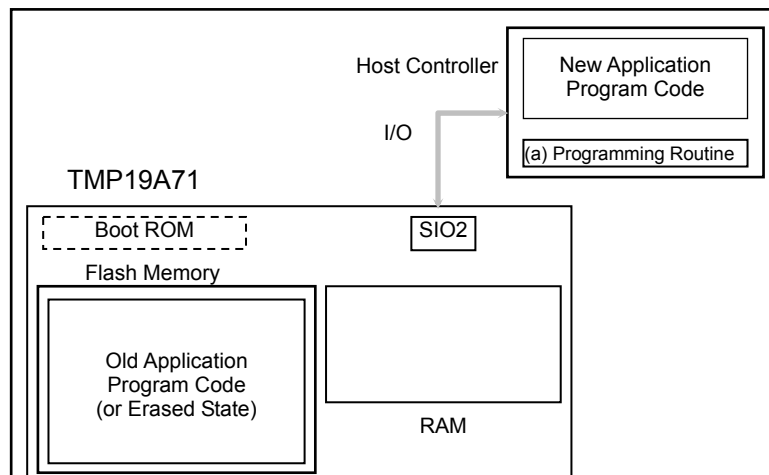 Host Controller
New Application
Program Code
I/O
(a) Programming Routine
TMP19A71
Boot ROM
SIO2
Flash Memory
Old Application
Program Code
(or Erased State)
RAM